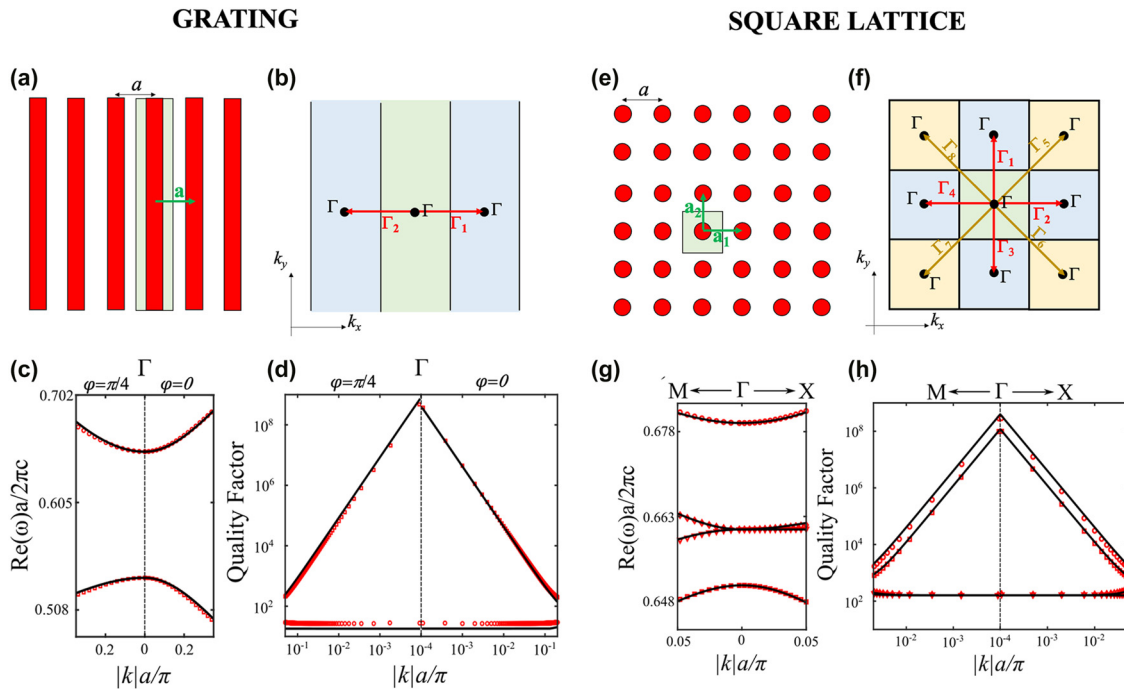 GRATING
SQUARE LATTICE
(a)
a
a
(b)
Γ
Γ
Γ
Γ2
Γ1
ky
kx
(e)
a
a2
a1
(f)
Γ
Γ
Γ
Γ8
Γ1
Γ5
Γ4
Γ
Γ
Γ
Γ2
Γ7
Γ3
Γ6
Γ
Γ
Γ
ky
kx
(c)
Γ
φ=π/4
φ=0
0.702
0.605
0.508
Re(ω)a/2πc
0.2
0
0.2
|k|a/π
(d)
Γ
φ=π/4
φ=0
Quality Factor
10^8
10^6
10^4
10^2
10^-1
10^-2
10^-3
10^-4
10^-3
10^-2
10^-1
|k|a/π
(g)
M ← Γ → X
0.678
0.663
0.648
Re(ω)a/2πc
0.05
0
0.05
|k|a/π
(h)
M ← Γ → X
Quality Factor
10^8
10^6
10^4
10^2
10^-2
10^-4
10^-4
10^-3
10^-2
|k|a/π